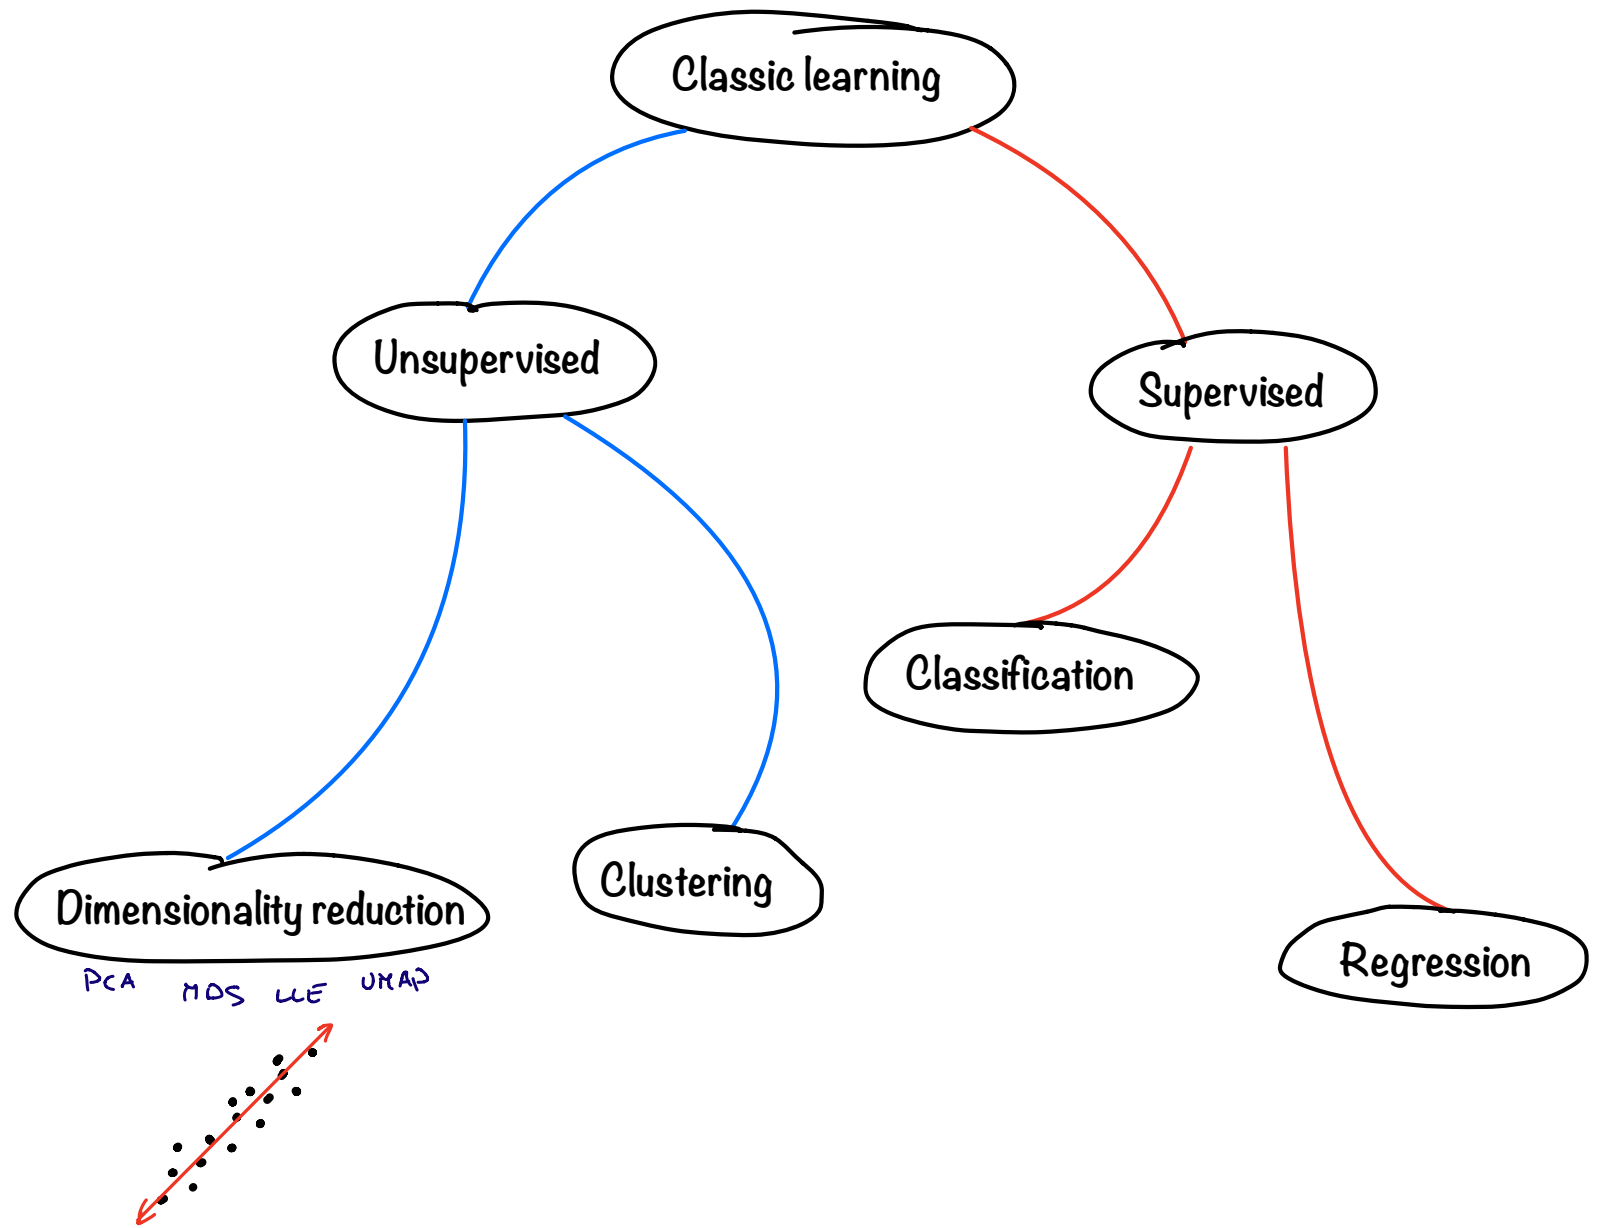 Classic learning
Unsupervised
Supervised
Classification
Clustering
Dimensionality reduction
Regression
PCA MDS LLE UMAP